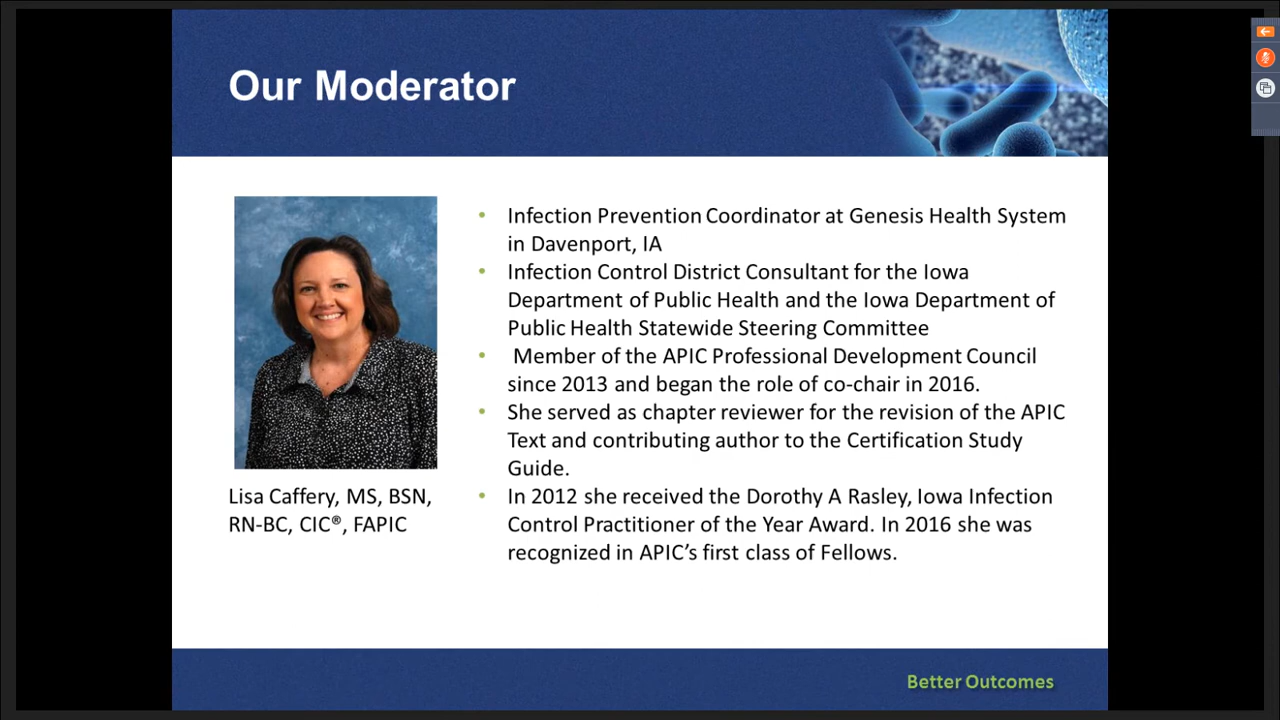 Our Moderator
Infection Prevention Coordinator at Genesis Health System
in Davenport, IA
Infection Control District Consultant for the Iowa
Department of Public Health and the Iowa Department of
Public Health Statewide Steering Committee
Member of the APIC Professional Development Council
since 2013 and began the role of co-chair in 2016.
She served as chapter reviewer for the revision of the APIC
Text and contributing author to the Certification Study
Guide.
In 2012 she received the Dorothy A Rasley, Iowa Infection
Control Practitioner of the Year Award. In 2016 she was
recognized in APIC’s first class of Fellows.
Lisa Caffery, MS, BSN,
RN-BC, CIC®, FAPIC
Better Outcomes